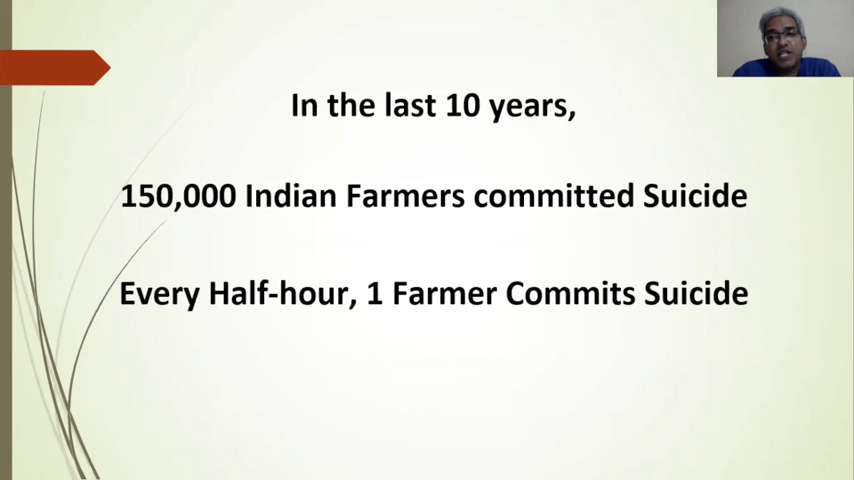 In the last 10 years,
150,000 Indian Farmers committed Suicide
Every Half-hour, 1 Farmer Commits Suicide